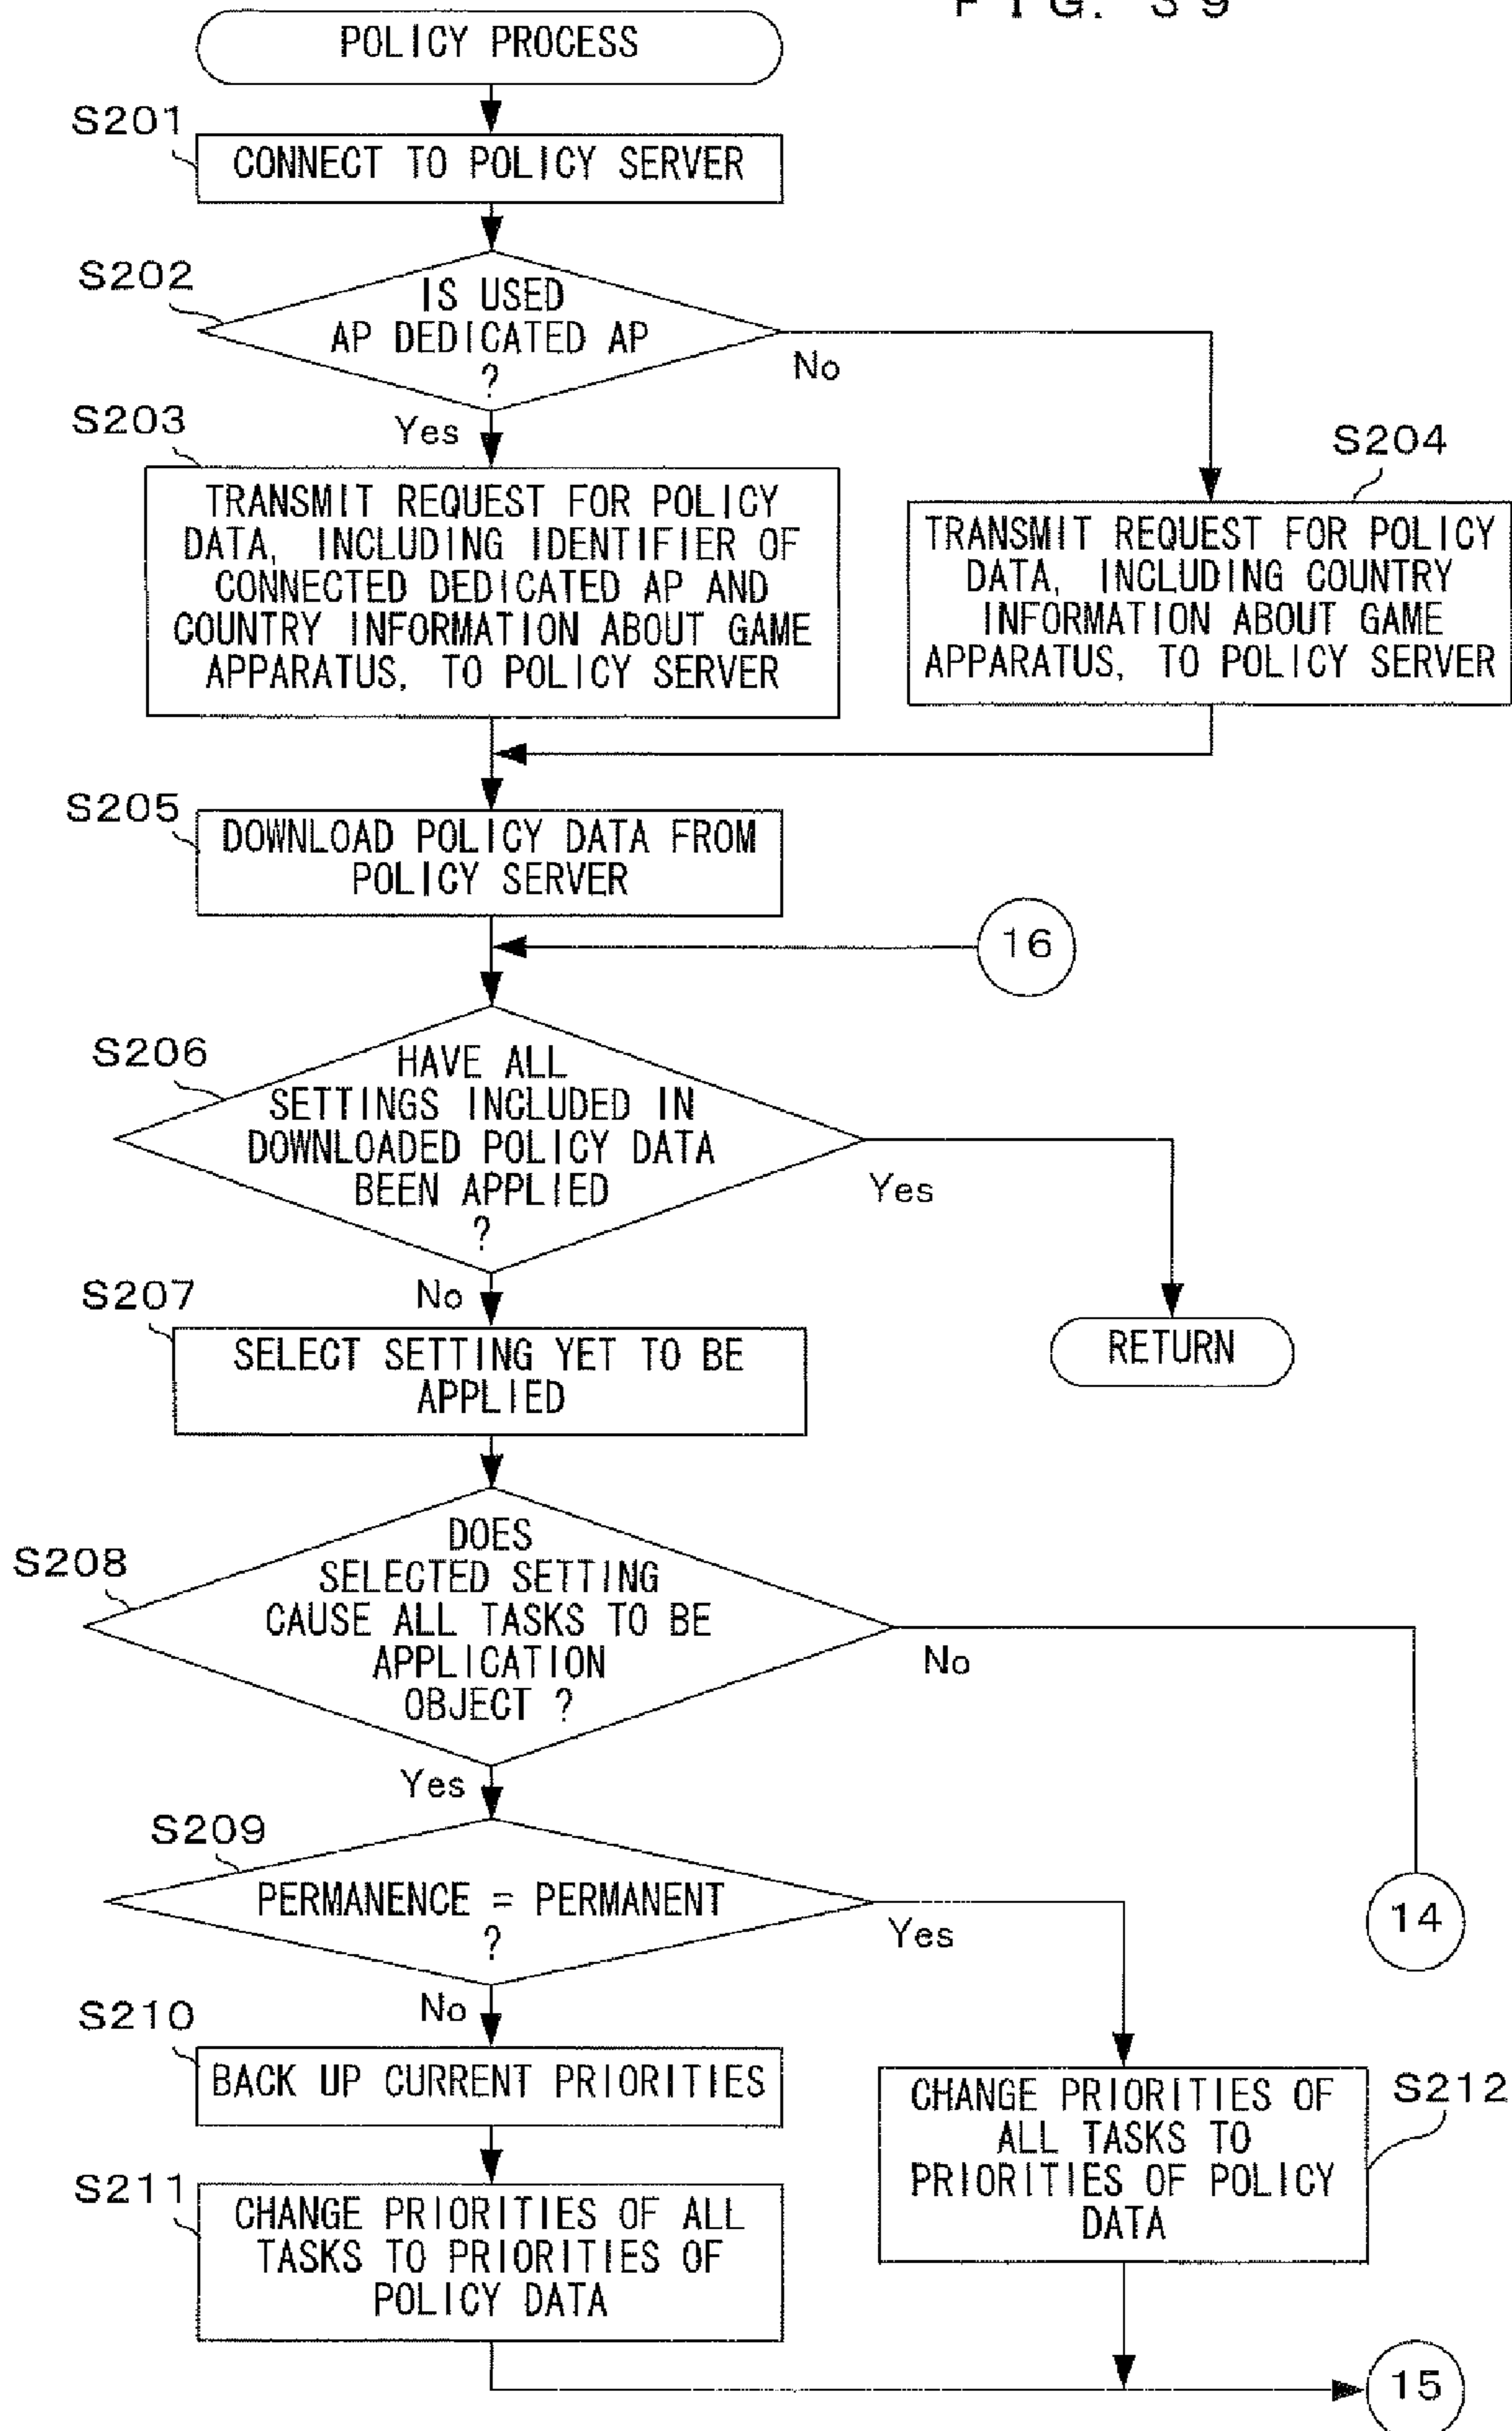 FIG. 39
POLICY PROCESS
S201
CONNECT TO POLICY SERVER
S202
IS USED
AP DEDICATED AP
?
No
Yes
S203
TRANSMIT REQUEST FOR POLICY
DATA, INCLUDING IDENTIFIER OF
CONNECTED DEDICATED AP AND
COUNTRY INFORMATION ABOUT GAME
APPARATUS, TO POLICY SERVER
S204
TRANSMIT REQUEST FOR POLICY
DATA, INCLUDING COUNTRY
INFORMATION ABOUT GAME
APPARATUS, TO POLICY SERVER
S205
DOWNLOAD POLICY DATA FROM
POLICY SERVER
16
S206
HAVE ALL
SETTINGS INCLUDED IN
DOWNLOADED POLICY DATA
BEEN APPLIED
?
Yes
No
RETURN
S207
SELECT SETTING YET TO BE
APPLIED
S208
DOES
SELECTED SETTING
CAUSE ALL TASKS TO BE
APPLICATION
OBJECT ?
No
Yes
14
S209
PERMANENCE = PERMANENT
?
Yes
No
S210
BACK UP CURRENT PRIORITIES
S211
CHANGE PRIORITIES OF ALL
TASKS TO PRIORITIES OF
POLICY DATA
S212
CHANGE PRIORITIES OF
ALL TASKS TO
PRIORITIES OF POLICY
DATA
15